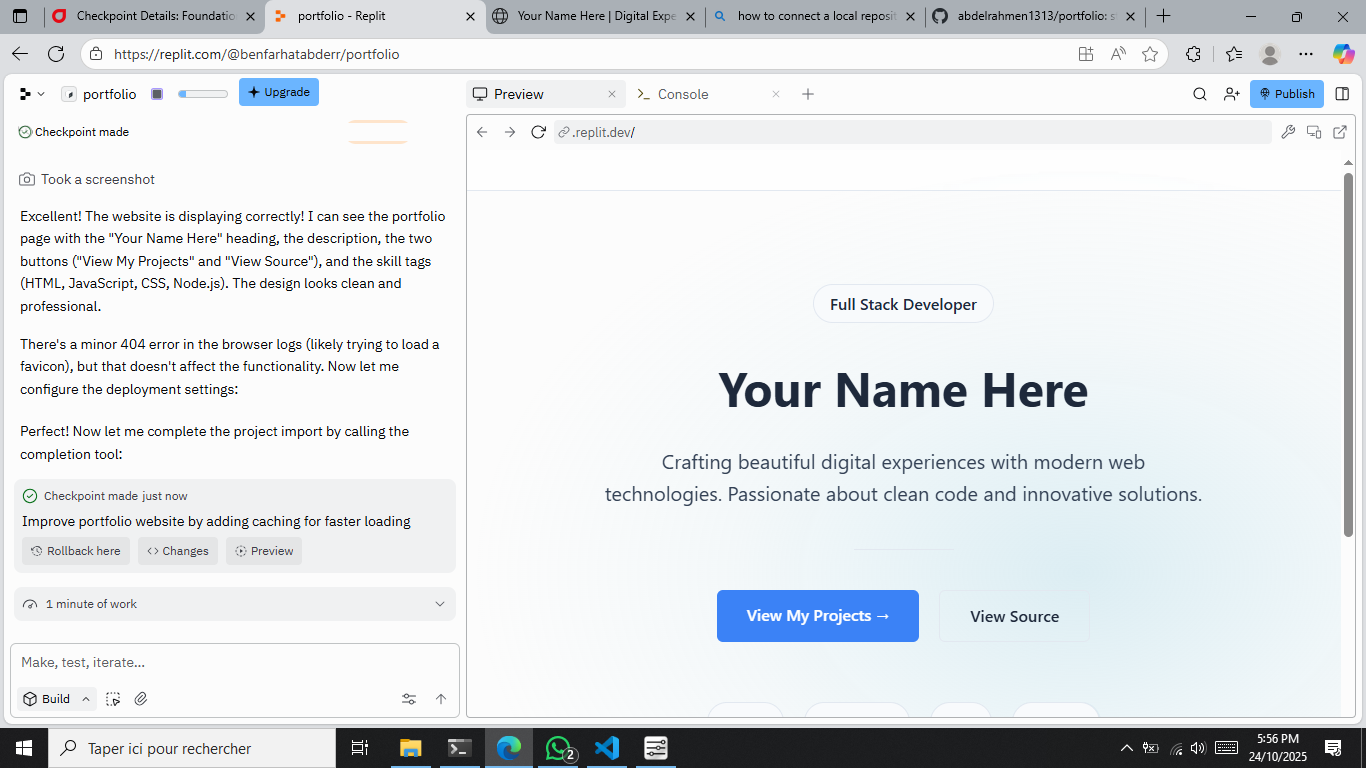 Checkpoint Details: Foundatio
portfolio - Replit
Your Name Here | Digital Expe
how to connect a local reposit
abdelrahmen1313/portfolio: s
https://replit.com/@benfarhatabderr/portfolio
portfolio
Upgrade
Preview
Console
Publish
Checkpoint made
.replit.dev/
Took a screenshot
Excellent! The website is displaying correctly! I can see the portfolio
page with the "Your Name Here" heading, the description, the two
buttons ("View My Projects" and "View Source"), and the skill tags
(HTML, JavaScript, CSS, Node.js). The design looks clean and
professional.
There's a minor 404 error in the browser logs (likely trying to load a
favicon), but that doesn't affect the functionality. Now let me
configure the deployment settings:
Perfect! Now let me complete the project import by calling the
completion tool:
Checkpoint made just now
Improve portfolio website by adding caching for faster loading
Rollback here
Changes
Preview
1 minute of work
Make, test, iterate...
Build
Full Stack Developer
Your Name Here
Crafting beautiful digital experiences with modern web
technologies. Passionate about clean code and innovative solutions.
View My Projects →
View Source
Taper ici pour rechercher
2
5:56 PM
24/10/2025